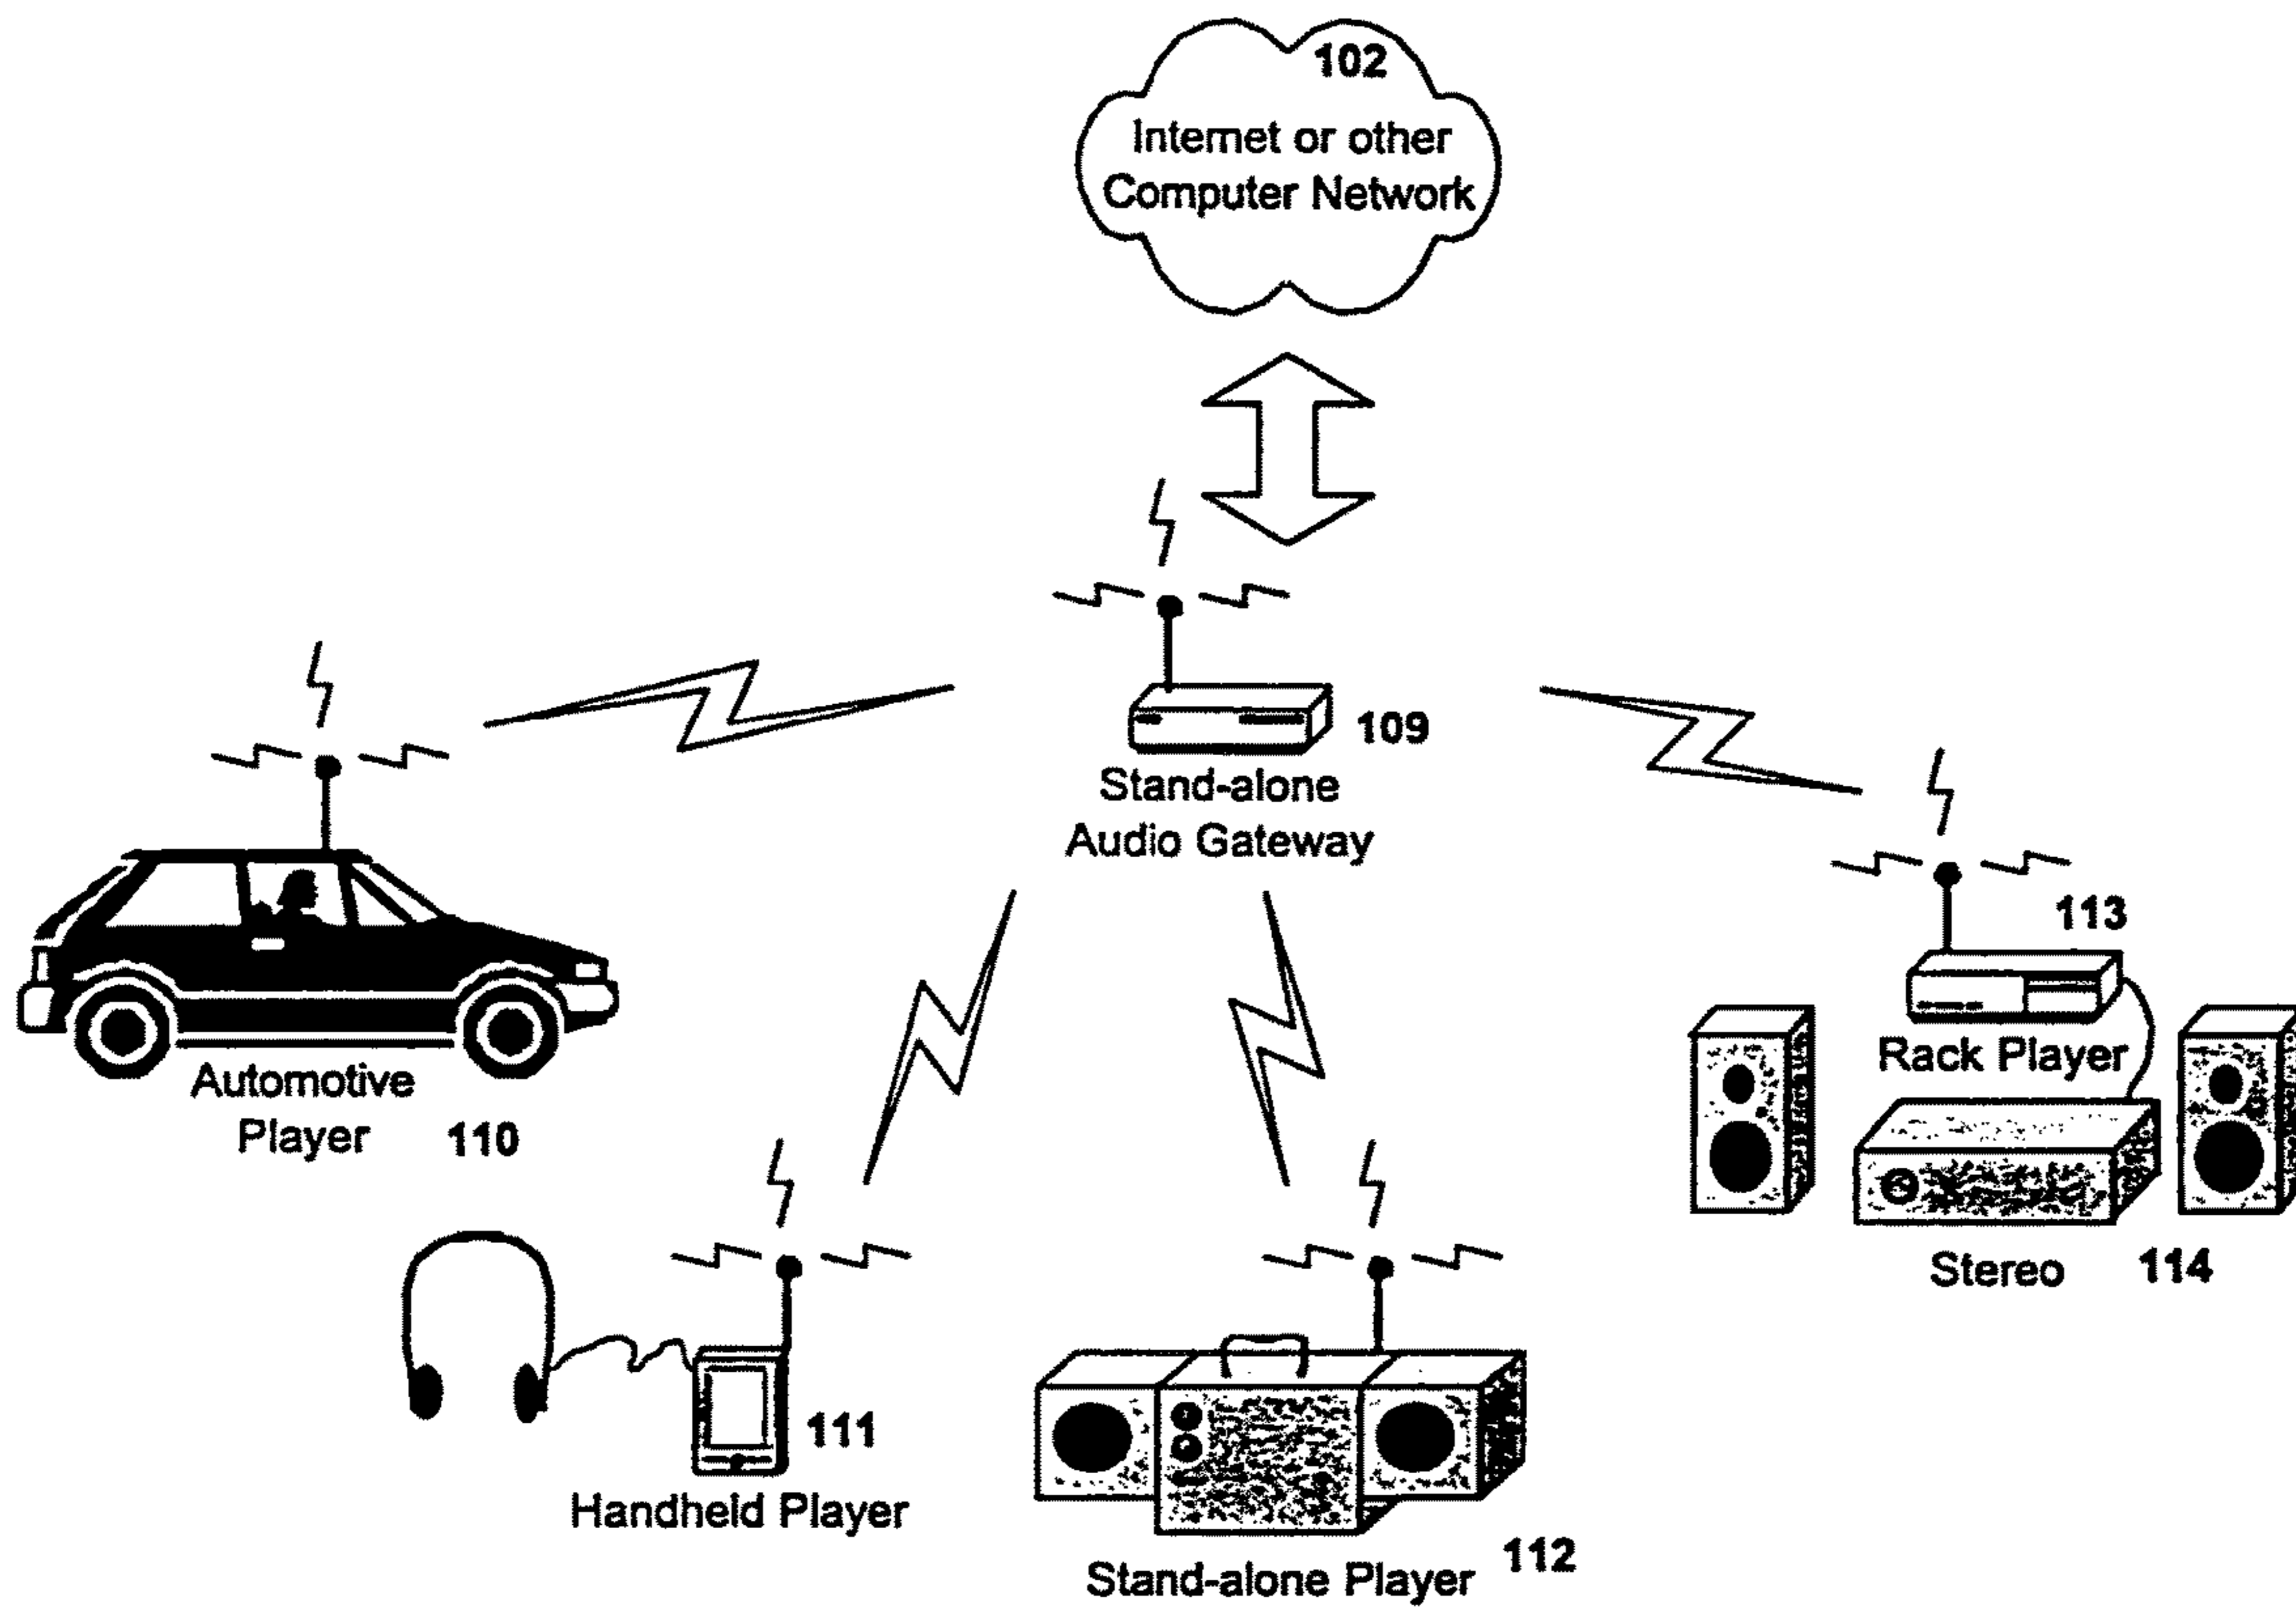 102
Internet or other
Computer Network
109
Stand-alone
Audio Gateway
113
Rack Player
Automotive
Player 110
Stereo 114
111
Handheld Player
112
Stand-alone Player